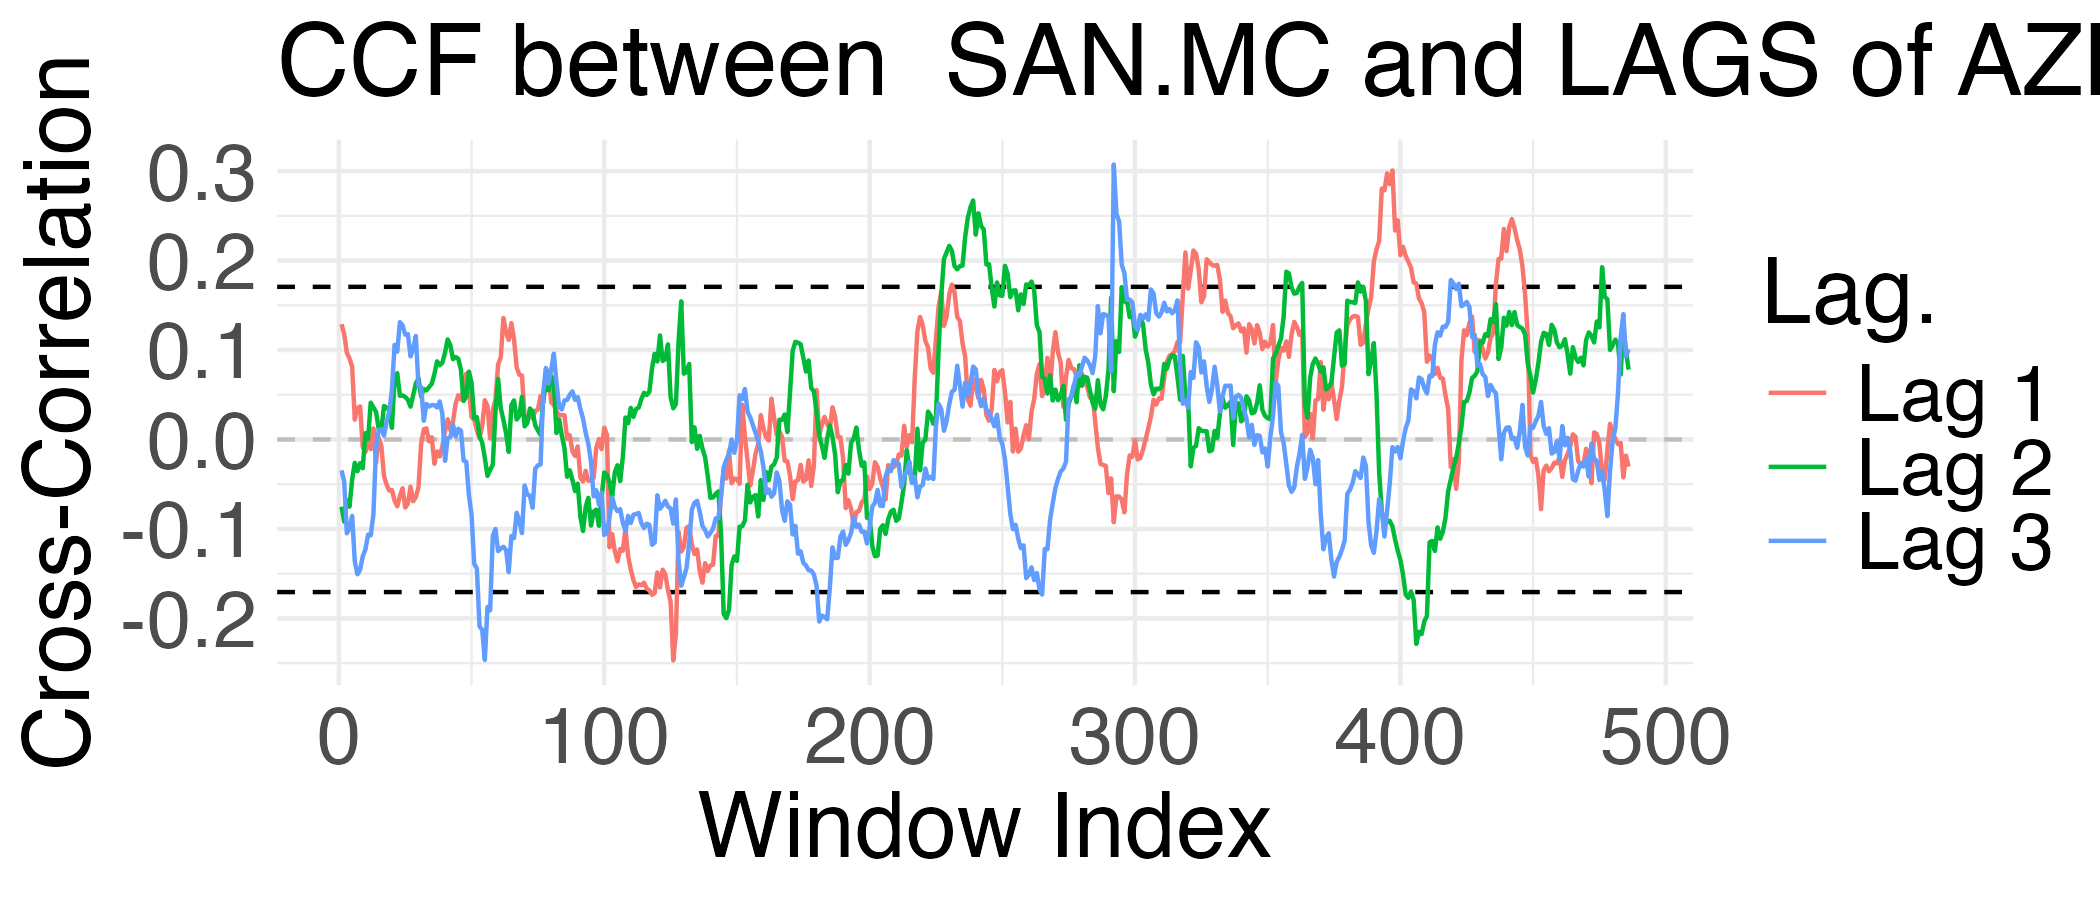 CCF between  SAN.MC and LAGS of AZ
Cross-Correlation
0.3
0.2
0.1
0.0
-0.1
-0.2
0
100
200
300
400
500
Window Index
Lag.
Lag 1
Lag 2
Lag 3